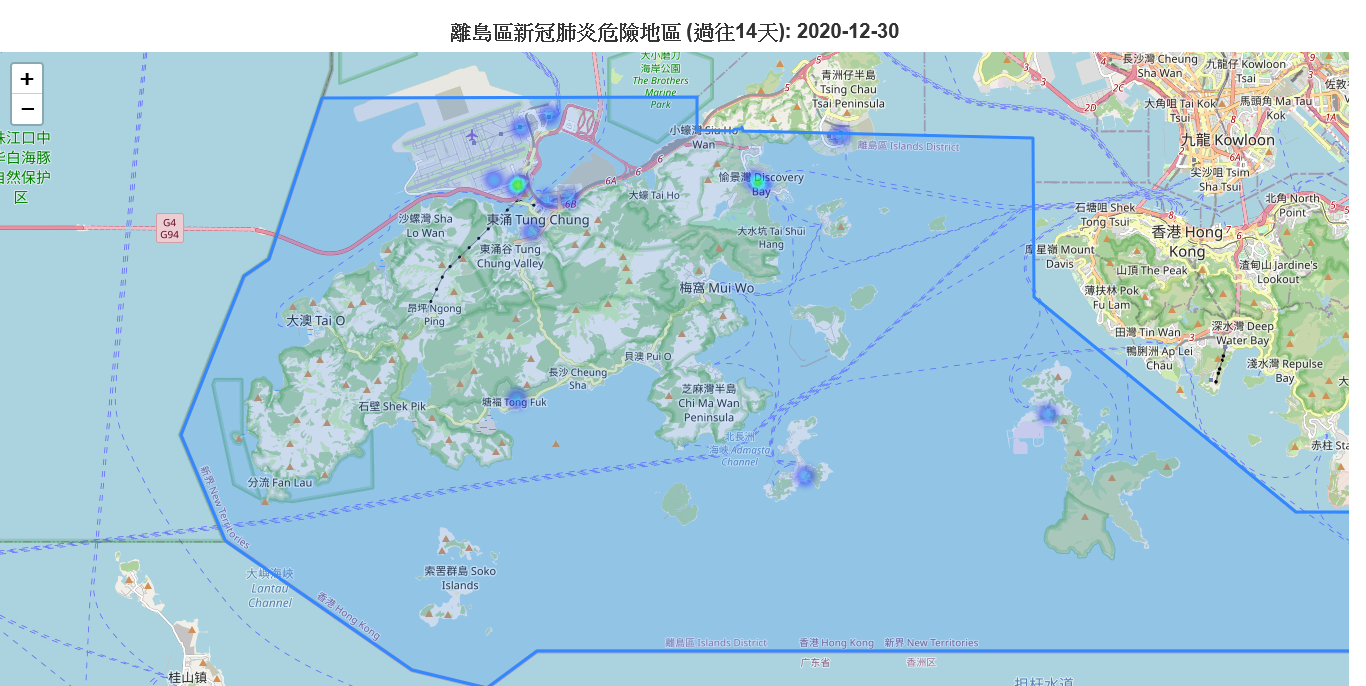 離島區新冠肺炎危險地區 (過往14天): 2020-12-30
+
−
大小磨刀
海岸公園
The Brothers
Marine
Park
青洲仔半島
Tsing Chau
Tsai Peninsula
長沙灣 Cheung
Sha Wan
九龍仔 Kowloon
Tsai
3
3
2C
2D
大角咀 Tai Kok
Tsui
馬頭角 Ma Tau
Kok
九龍 Kowloon
6A
尖沙咀 Tsim
Sha Tsui
珠江口中
华白海豚
自然保护
区
小蠔灣 Siu Ho
Wan
離島區 Islands District
6
6A
6B
愉景灣 Discovery
Bay
大蠔 Tai Ho
北角 North
Point
石塘咀 Shek
Tong Tsui
8
5
G4
G94
沙螺灣 Sha
Lo Wan
東涌 Tung Chung
大水坑 Tai Shui
Hang
香港 Hong
Kong
東涌谷 Tung
Chung Valley
摩星嶺 Mount
Davis
山頂 The Peak
渣甸山 Jardine's
Lookout
梅窩 Mui Wo
薄扶林 Pok
Fu Lam
昂坪 Ngong
Ping
大澳 Tai O
田灣 Tin Wan
深水灣 Deep
Water Bay
3
1
鴨脷洲 Ap Lei
Chau
貝澳 Pui O
淺水灣 Repulse
Bay
長沙 Cheung
Sha
芝麻灣半島
Chi Ma Wan
Peninsula
石壁 Shek Pik
塘福 Tong Fuk
北長洲
海峽 Adamasta
Channel
赤柱 Sta
分流 Fan Lau
新界 New Territories
索罟群島 Soko
Islands
大嶼海峽
Lantau
Channel
香港 Hong Kong
離島區 Islands District
香港 Hong Kong
新界 New Territories
广东省
香洲区
桂山镇
担杆水道